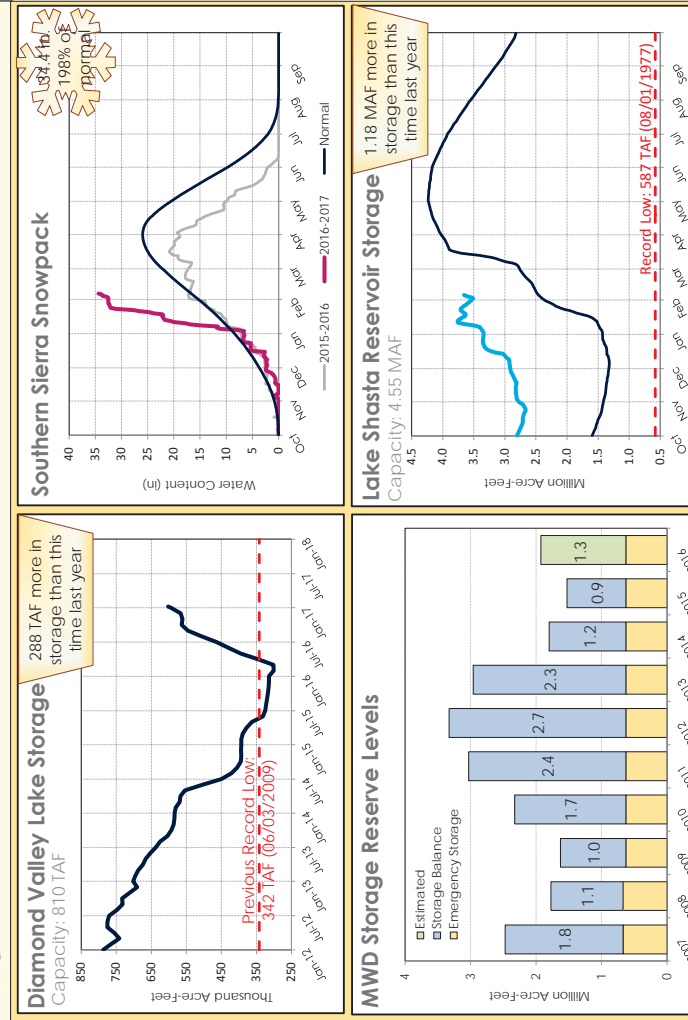 Diamond Valley Lake Storage
Capacity: 810 TAF
288 TAF more in
storage than this
time last year
Thousand Acre-Feet
850
750
650
550
450
350
250
Previous Record Low:
342 TAF (06/03/2009)
Jan-12
Jul-12
Jan-13
Jul-13
Jan-14
Jul-14
Jan-15
Jul-15
Jan-16
Jul-16
Jan-17
Jul-17
Jan-18
Southern Sierra Snowpack
34.4 in.
198% of
normal
Water Content (in)
40
35
30
25
20
15
10
5
0
Oct
Nov
Dec
Jan
Feb
Mar
Apr
May
Jun
Jul
Aug
Sep
2015-2016
2016-2017
Normal
MWD Storage Reserve Levels
Million Acre-Feet
4
3
2
1
0
Estimated
Storage Balance
Emergency Storage
1.8
1.1
1.0
1.7
2.4
2.7
2.3
1.2
0.9
1.3
Lake Shasta Reservoir Storage
Capacity: 4.55 MAF
1.18 MAF more in
storage than this
time last year
Million Acre-Feet
4.5
4.0
3.5
3.0
2.5
2.0
1.5
1.0
0.5
Record Low: 587 TAF (08/01/1977)
Oct
Nov
Dec
Jan
Feb
Mar
Apr
May
Jun
Jul
Aug
Sep